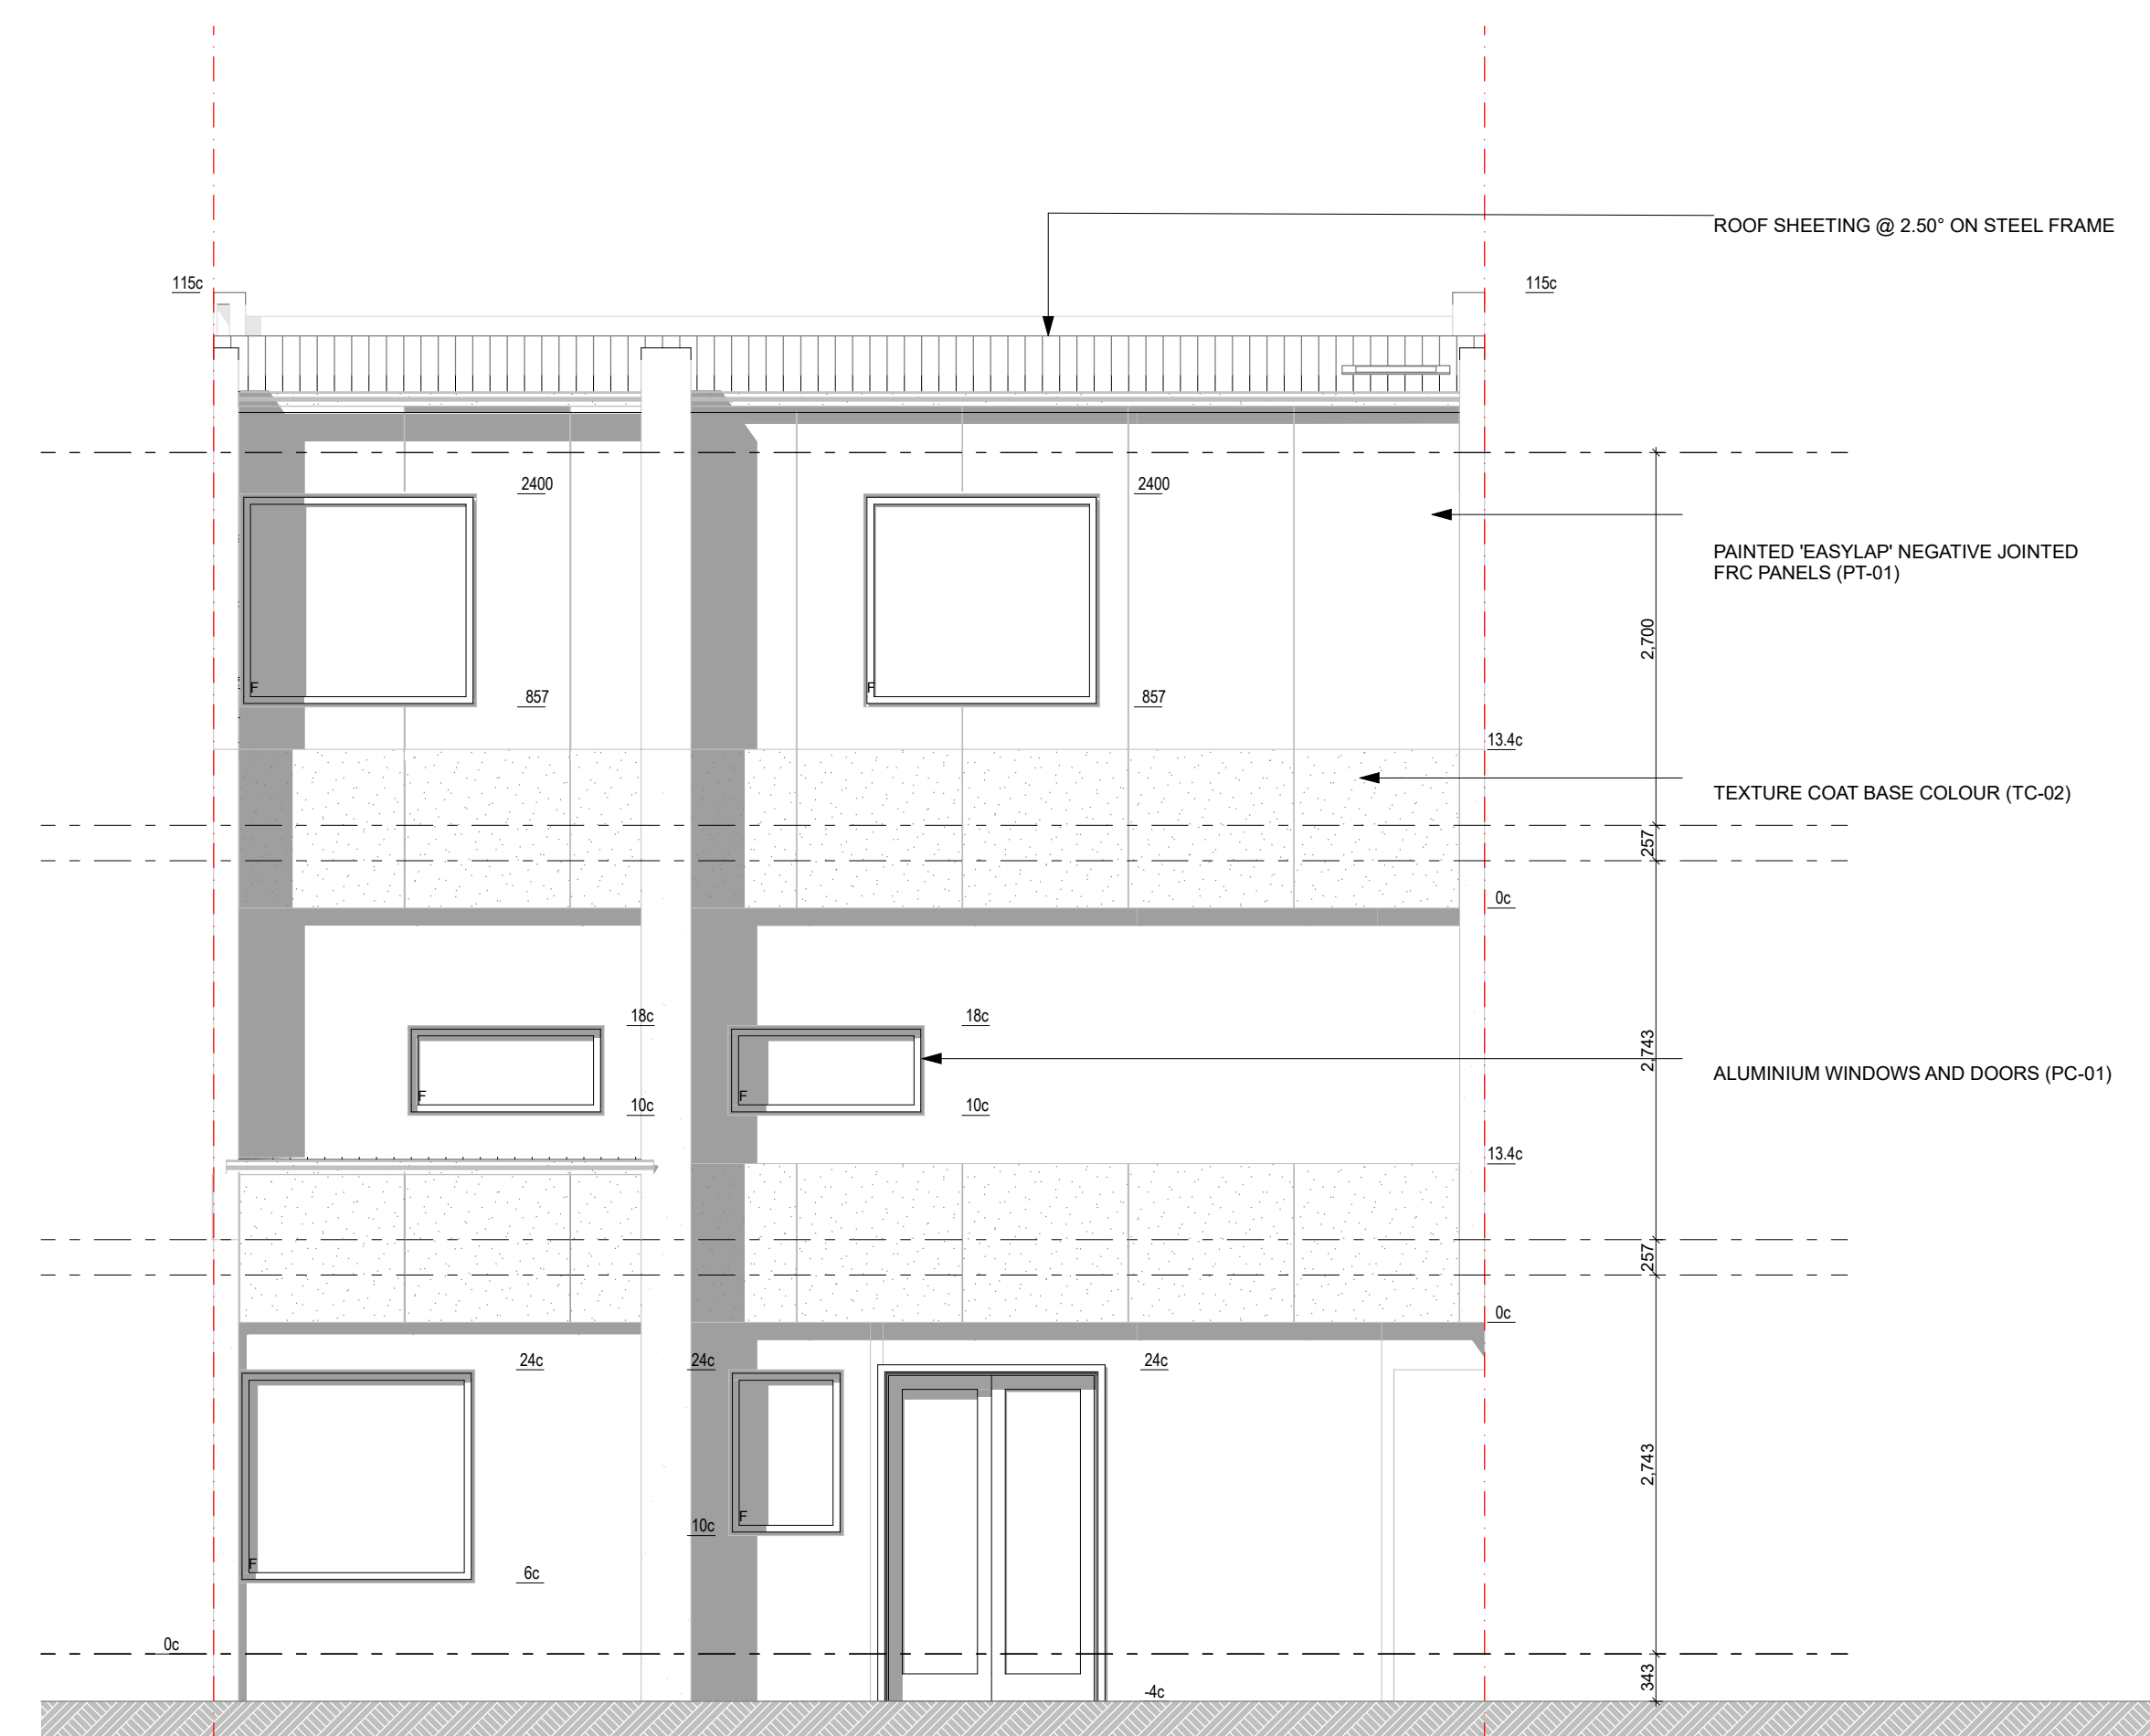 ROOF SHEETING @ 2.50° ON STEEL FRAME
115c
115c
2400
2400
PAINTED 'EASYLAP' NEGATIVE JOINTED
FRC PANELS (PT-01)
2,700
F
F
857
857
13.4c
TEXTURE COAT BASE COLOUR (TC-02)
257
0c
18c
18c
2,743
ALUMINIUM WINDOWS AND DOORS (PC-01)
F
F
10c
10c
13.4c
257
0c
24c
24c
24c
2,743
F
10c
F
6c
0c
343
-4c